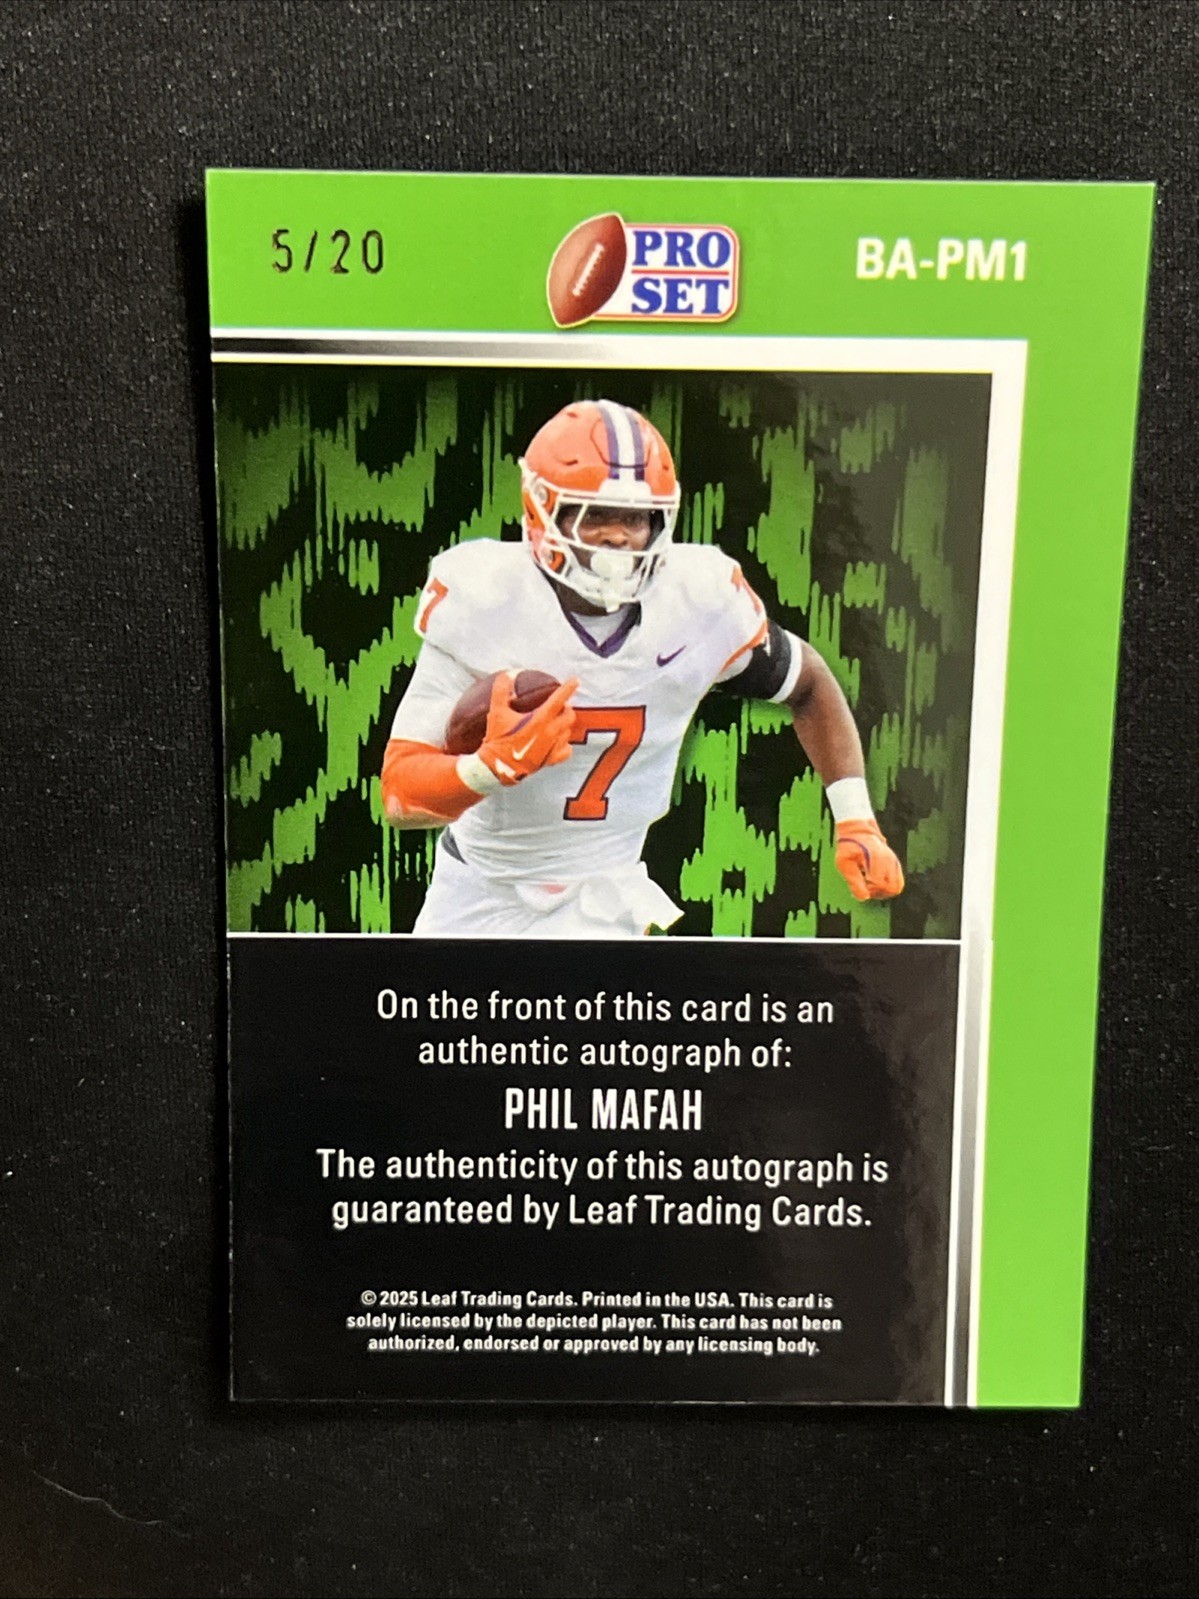 5/20
PRO
SET
BA-PM1
7
7
7
On the front of this card is an
authentic autograph of:
PHIL MAFAH
The authenticity of this autograph is
guaranteed by Leaf Trading Cards.
© 2025 Leaf Trading Cards. Printed in the USA. This card is
solely licensed by the depicted player. This card has not been
authorized, endorsed or approved by any licensing body.